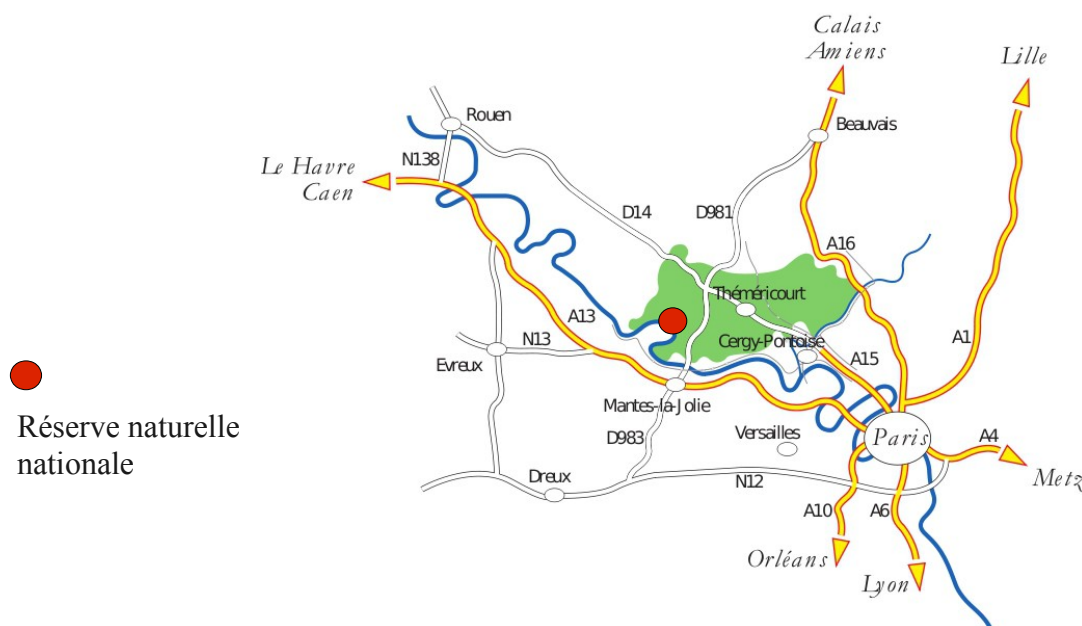 Calais
Amiens
Lille
Rouen
Beauvais
N138
Le Havre
Caen
D14
D981
A16
Théméricourt
A13
A1
N13
Cergy-Pontoise
A15
Evreux
Mantes-la-Jolie
Réserve naturelle
nationale
D983
Versailles
Paris
A4
Dreux
N12
Metz
A10
A6
Orléans
Lyon